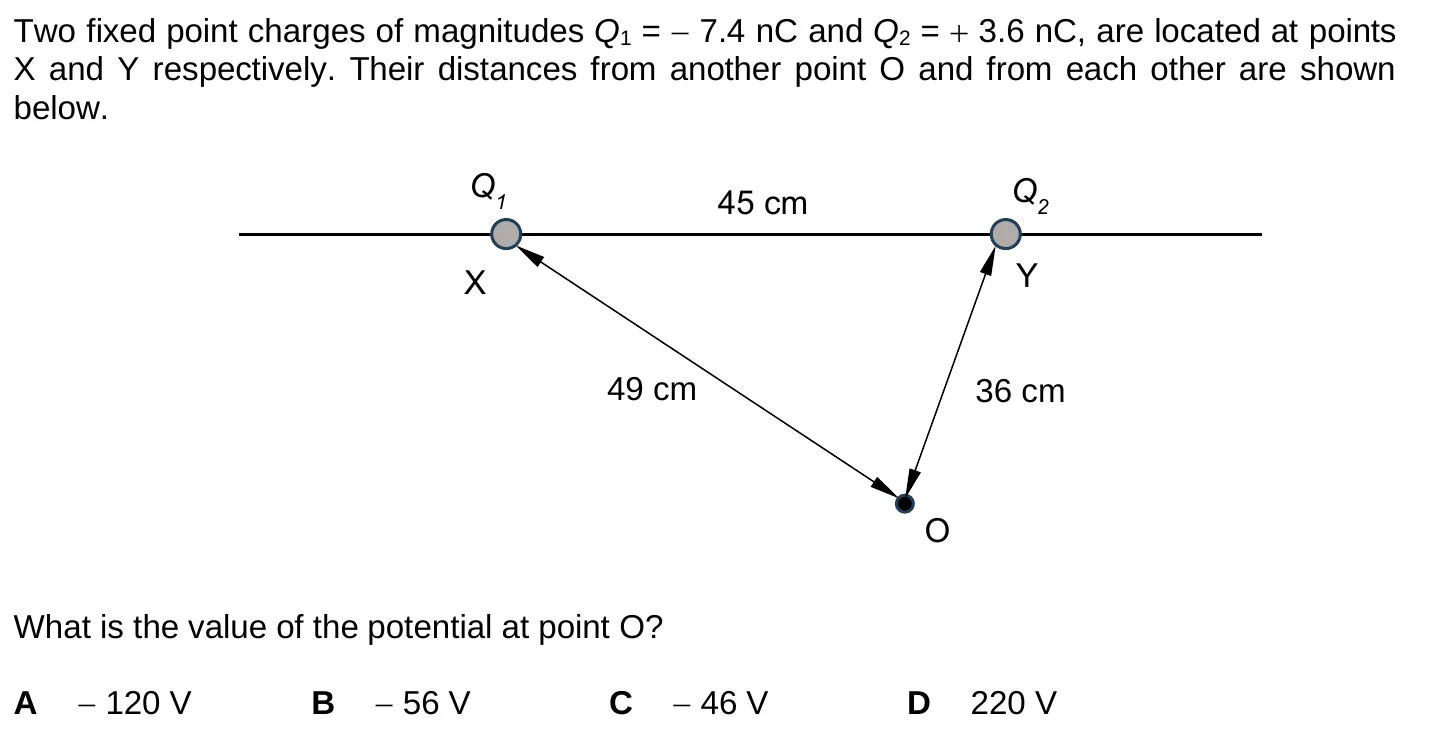 Two fixed point charges of magnitudes Q₁ = – 7.4 nC and Q₂ = + 3.6 nC, are located at points
X and Y respectively. Their distances from another point O and from each other are shown
below.
Q₁ 45 cm Q₂
X Y
49 cm 36 cm
O
What is the value of the potential at point O?
A – 120 V B – 56 V C – 46 V D 220 V